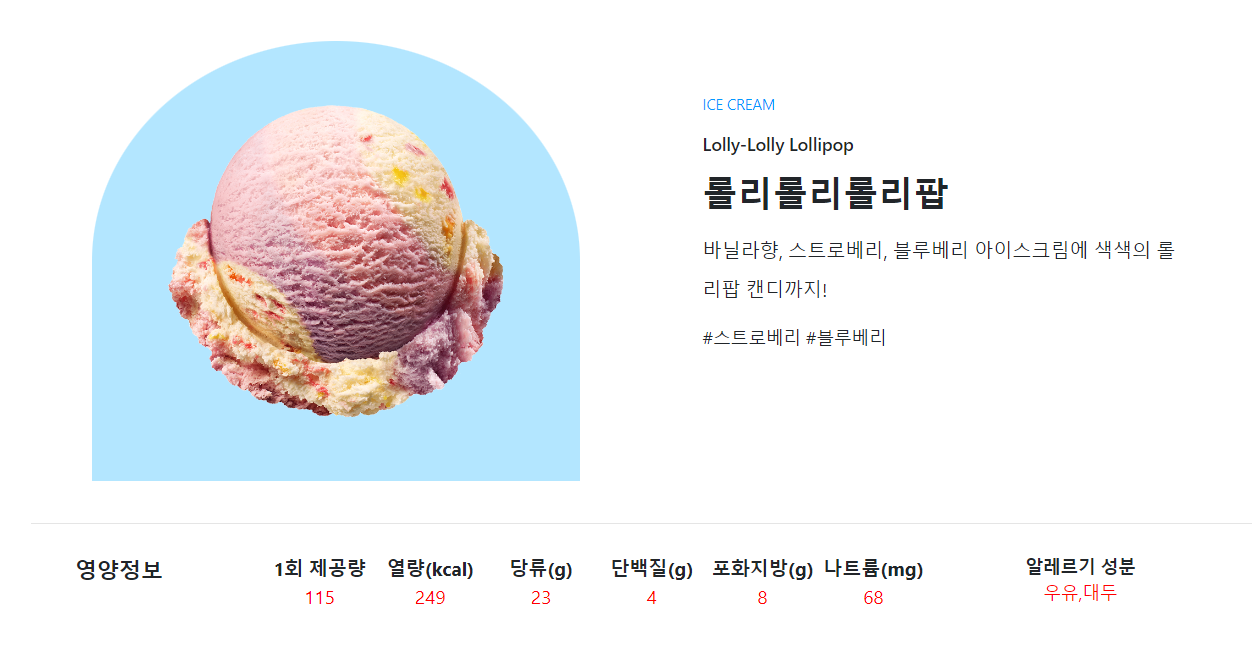 ICE CREAM
Lolly-Lolly Lollipop
롤리롤리롤리팝
바닐라향, 스트로베리, 블루베리 아이스크림에 색색의 롤
리팝 캔디까지!
#스트로베리 #블루베리
영양정보 1회 제공량 열량(kcal) 당류(g) 단백질(g) 포화지방(g) 나트륨(mg) 알레르기 성분
115 249 23 4 8 68 우유,대두